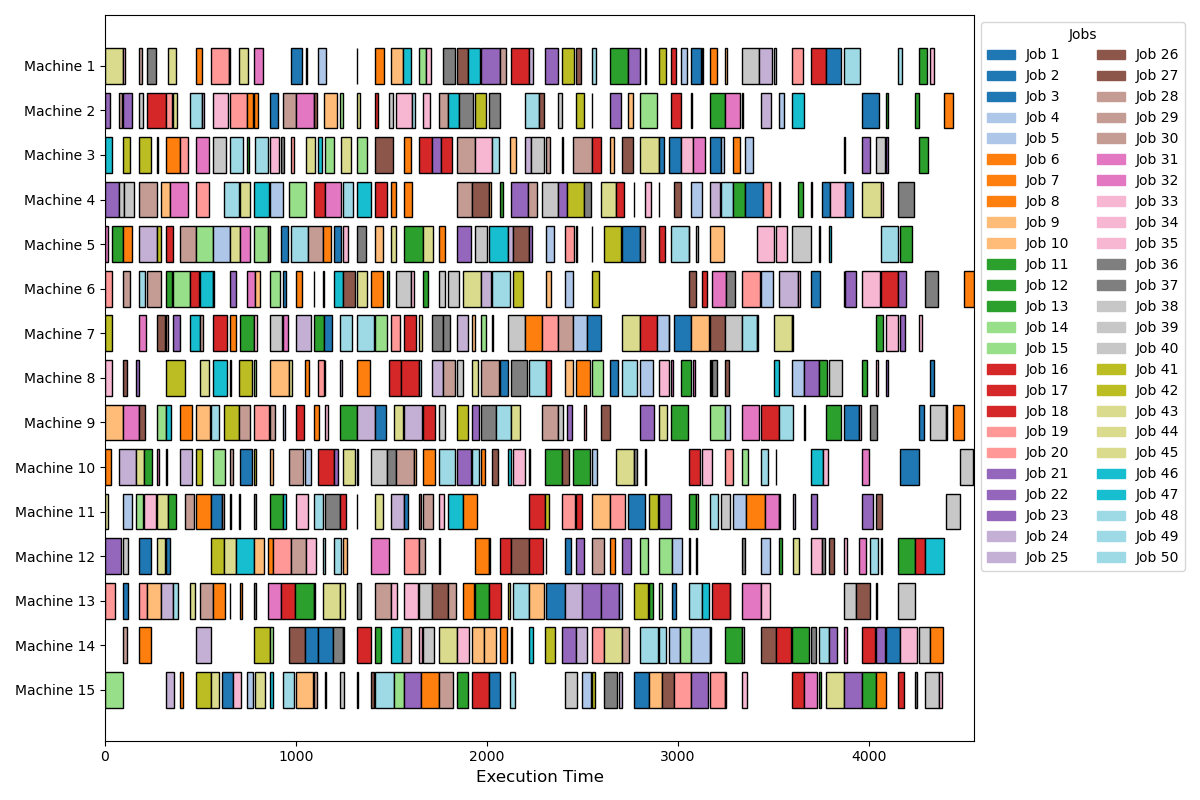 Machine 1
Machine 2
Machine 3
Machine 4
Machine 5
Machine 6
Machine 7
Machine 8
Machine 9
Machine 10
Machine 11
Machine 12
Machine 13
Machine 14
Machine 15
0 1000 2000 3000 4000
Execution Time
Jobs
Job 1
Job 2
Job 3
Job 4
Job 5
Job 6
Job 7
Job 8
Job 9
Job 10
Job 11
Job 12
Job 13
Job 14
Job 15
Job 16
Job 17
Job 18
Job 19
Job 20
Job 21
Job 22
Job 23
Job 24
Job 25
Job 26
Job 27
Job 28
Job 29
Job 30
Job 31
Job 32
Job 33
Job 34
Job 35
Job 36
Job 37
Job 38
Job 39
Job 40
Job 41
Job 42
Job 43
Job 44
Job 45
Job 46
Job 47
Job 48
Job 49
Job 50